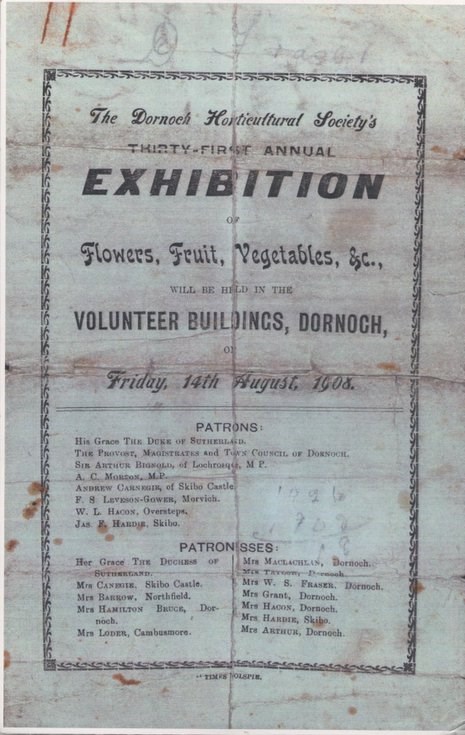 The Dornoch Horticultural Society's
THIRTY-FIRST ANNUAL
EXHIBITION
OF
Flowers, Fruit, Vegetables, &c.,
WILL BE HELD IN THE
VOLUNTEER BUILDINGS, DORNOCH,
ON
Friday, 14th August, 1908.
PATRONS:
His Grace THE DUKE OF SUTHERLAND.
THE PROVOST, MAGISTRATES and TOWN COUNCIL OF DORNOCH.
SIR ARTHUR BIGNOLD, of Lochrosque, M P.
A. C. MORTON, M.P.
ANDREW CARNEGIE, of Skibo Castle.
F. S LEVESON-GOWER, Morvich.
W. L. HACON, Oversteps.
JAS. F. HARDIE, Skibo.
PATRONESSES:
Her Grace THE DUCHESS OF
SUTHERLAND.
Mrs CANEGIE, Skibo Castle.
Mrs BARROW, Northfield.
Mrs HAMILTON BRUCE, Dor-
noch.
Mrs LODER, Cambusmore.
Mrs MACLACHLAN, Dornoch.
Mrs TAYLOR, Dornoch.
Mrs W. S. FRASER, Dornoch.
Mrs GRANT, Dornoch.
Mrs HACON, Dornoch.
Mrs HARDIE, Skibo.
Mrs ARTHUR, Dornoch.
TIMES GOLSPIE.